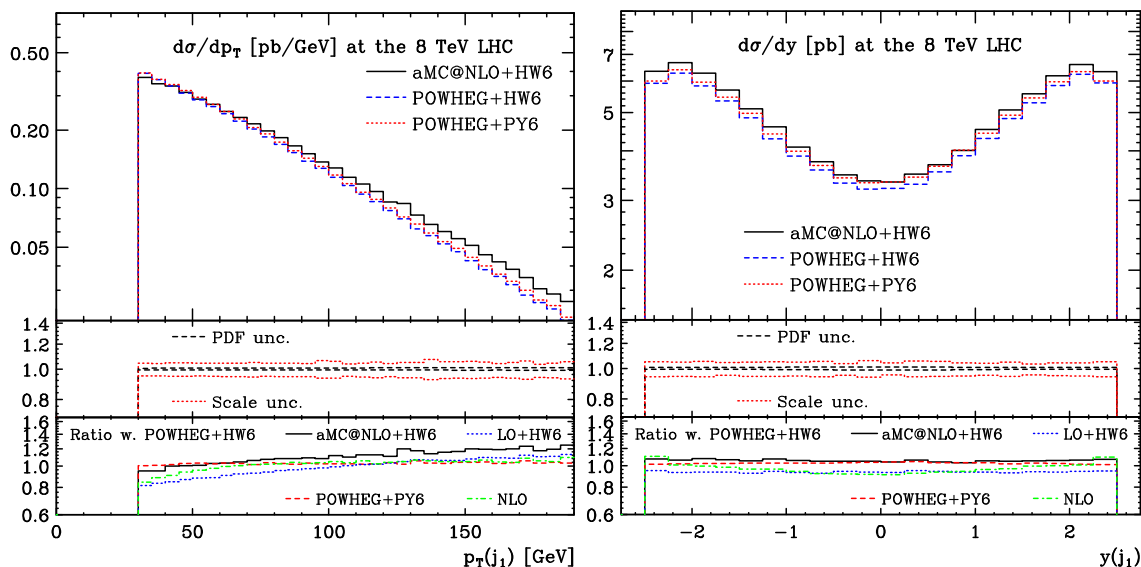 dσ/dp_T [pb/GeV] at the 8 TeV LHC
aMC@NLO+HW6
POWHEG+HW6
POWHEG+PY6
0.50
0.20
0.10
0.05
1.4
1.2
1.0
0.8
PDF unc.
Scale unc.
1.4
1.2
1.0
0.8
0.6
Ratio w. POWHEG+HW6
aMC@NLO+HW6
LO+HW6
POWHEG+PY6
NLO
0
50
100
150
p_T(j_1) [GeV]
dσ/dy [pb] at the 8 TeV LHC
7
5
3
2
aMC@NLO+HW6
POWHEG+HW6
POWHEG+PY6
1.4
1.2
1.0
0.8
PDF unc.
Scale unc.
1.4
1.2
1.0
0.8
0.6
Ratio w. POWHEG+HW6
aMC@NLO+HW6
LO+HW6
POWHEG+PY6
NLO
−2
−1
0
1
2
y(j_1)